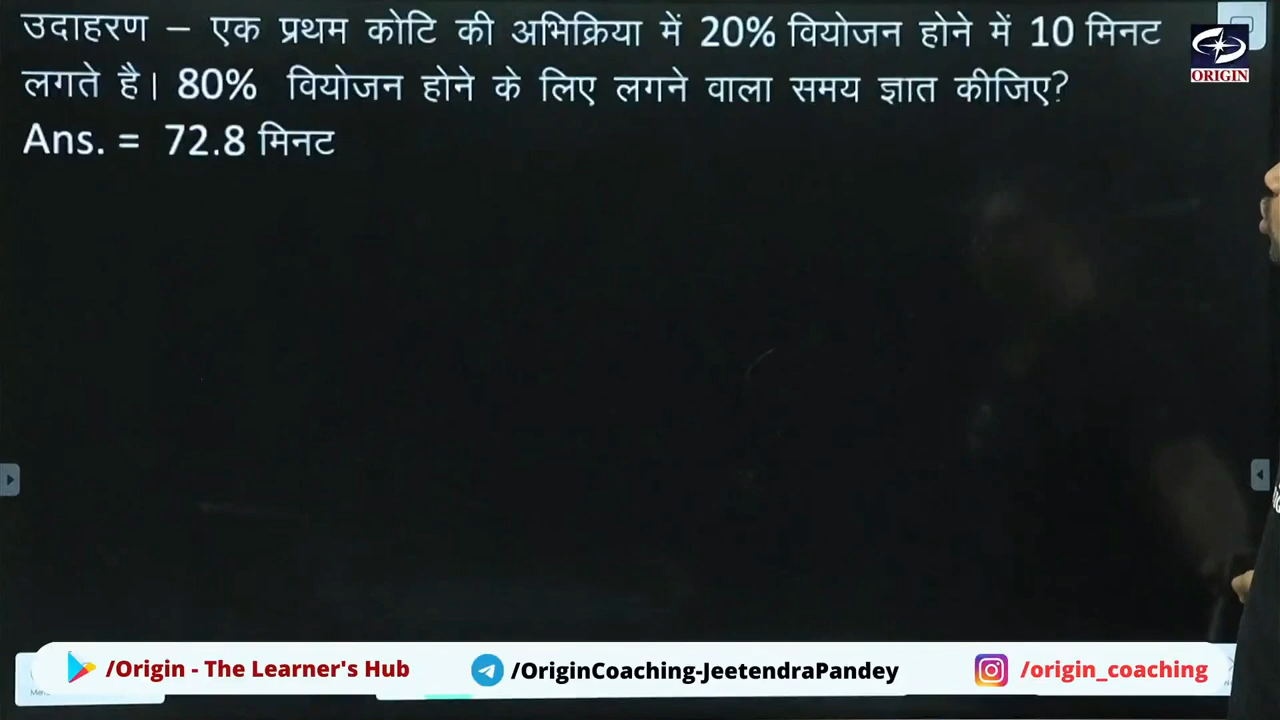 उदाहरण – एक प्रथम कोटि की अभिक्रिया में 20% वियोजन होने में 10 मिनट
लगते है। 80% वियोजन होने के लिए लगने वाला समय ज्ञात कीजिए?
Ans. = 72.8 मिनट
ORIGIN
/Origin - The Learner's Hub
/OriginCoaching-JeetendraPandey
/origin_coaching